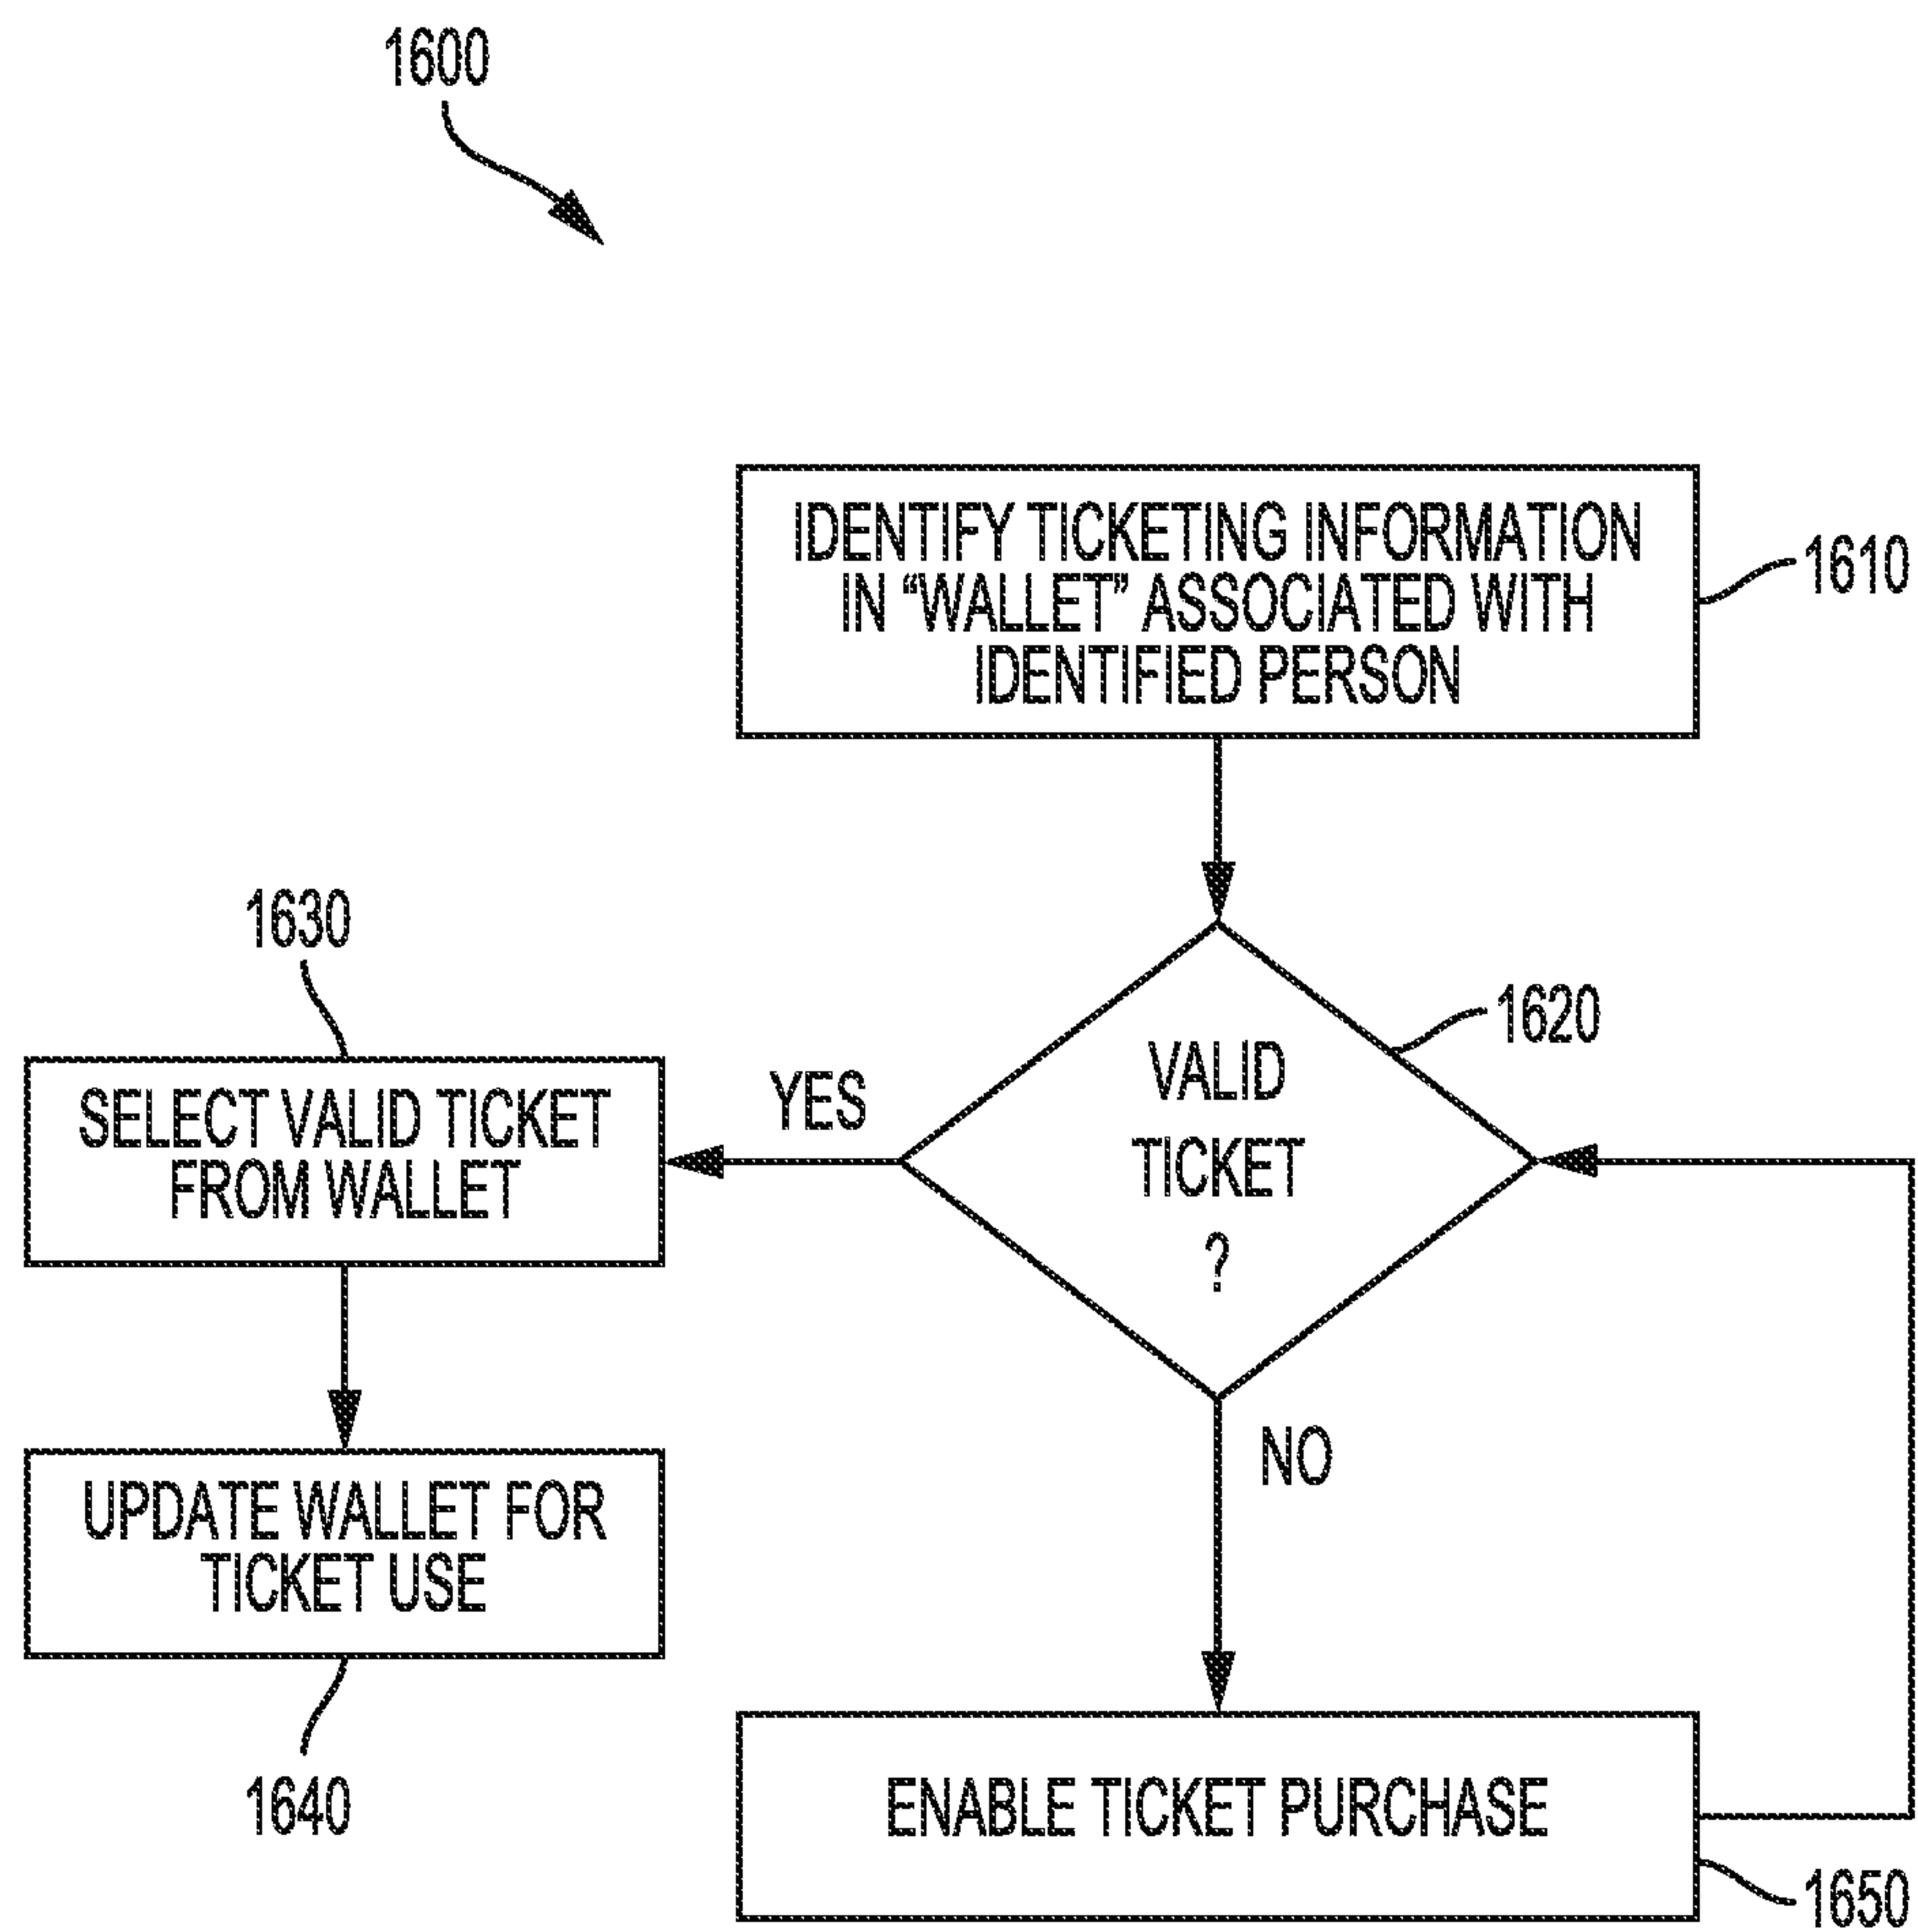 1600
IDENTIFY TICKETING INFORMATION
IN “WALLET” ASSOCIATED WITH
IDENTIFIED PERSON
1610
1630
1620
VALID
TICKET
?
YES
SELECT VALID TICKET
FROM WALLET
NO
UPDATE WALLET FOR
TICKET USE
1640
ENABLE TICKET PURCHASE
1650